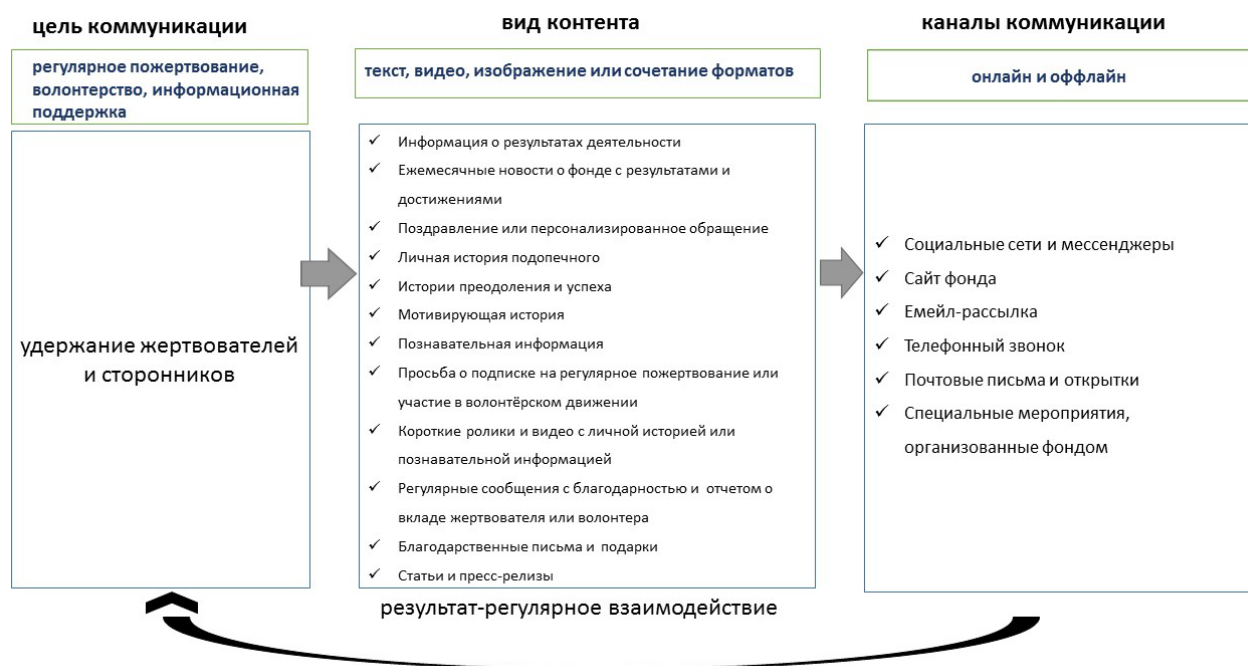 цель коммуникации
регулярное пожертвование,
волонтерство, информационная
поддержка
удержание жертвователей
и сторонников
вид контента
текст, видео, изображение или сочетание форматов
✓ Информация о результатах деятельности
✓ Ежемесячные новости о фонде с результатами и
достижениями
✓ Поздравление или персонализированное обращение
✓ Личная история подопечного
✓ Истории преодоления и успеха
✓ Мотивирующая история
✓ Познавательная информация
✓ Просьба о подписке на регулярное пожертвование или
участие в волонтёрском движении
✓ Короткие ролики и видео с личной историей или
познавательной информацией
✓ Регулярные сообщения с благодарностью и отчетом о
вкладе жертвователя или волонтера
✓ Благодарственные письма и подарки
✓ Статьи и пресс-релизы
каналы коммуникации
онлайн и оффлайн
✓ Социальные сети и мессенджеры
✓ Сайт фонда
✓ Емейл-рассылка
✓ Телефонный звонок
✓ Почтовые письма и открытки
✓ Специальные мероприятия,
организованные фондом
результат-регулярное взаимодействие